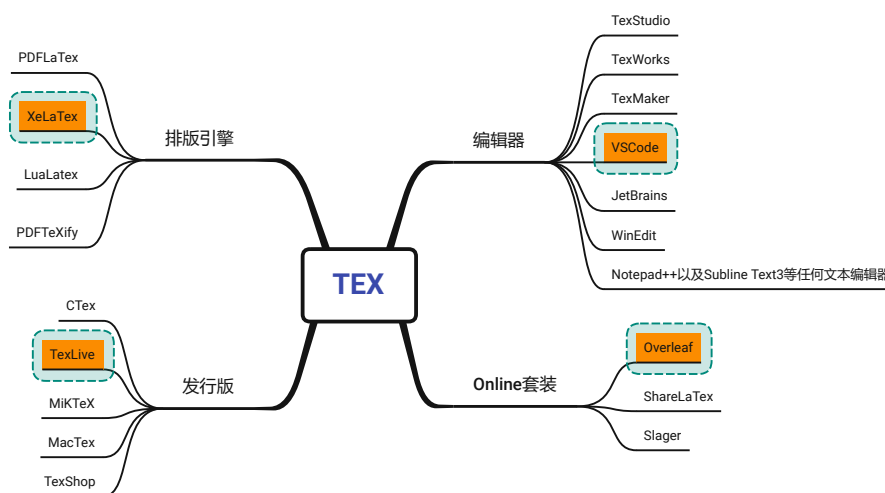 TEX
排版引擎
PDFLaTex
XeLaTex
LuaLatex
PDFTeXify
发行版
CTex
TexLive
MiKTeX
MacTex
TexShop
编辑器
TexStudio
TexWorks
TexMaker
VSCode
JetBrains
WinEdit
Notepad++以及Subline Text3等任何文本编辑器
Online套装
Overleaf
ShareLaTex
Slager